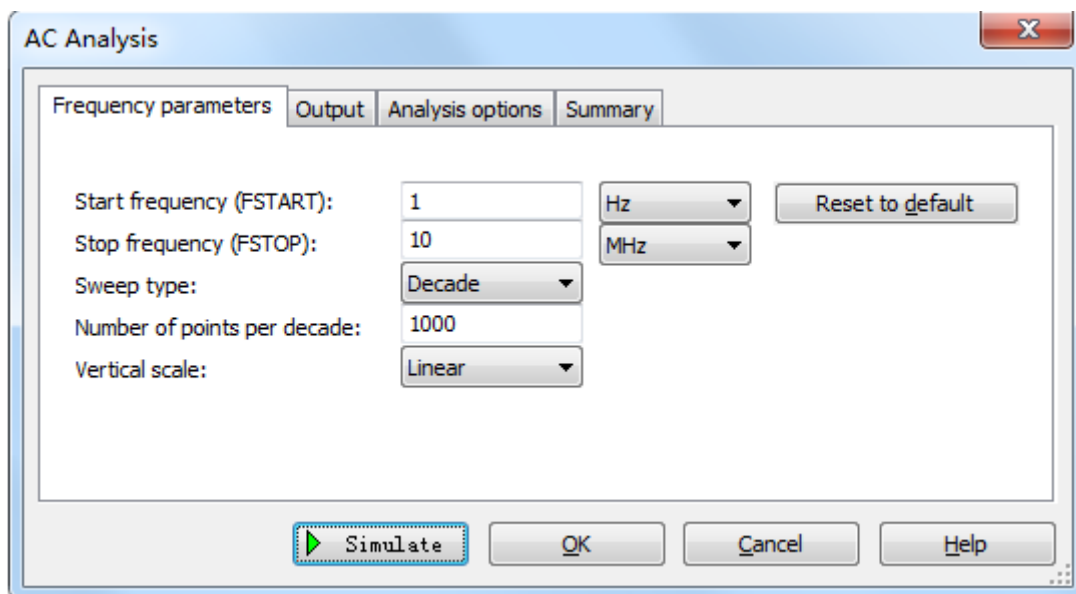 AC Analysis
Frequency parameters Output Analysis options Summary
Start frequency (FSTART): 1 Hz Reset to default
Stop frequency (FSTOP): 10 MHz
Sweep type: Decade
Number of points per decade: 1000
Vertical scale: Linear
Simulate OK Cancel Help